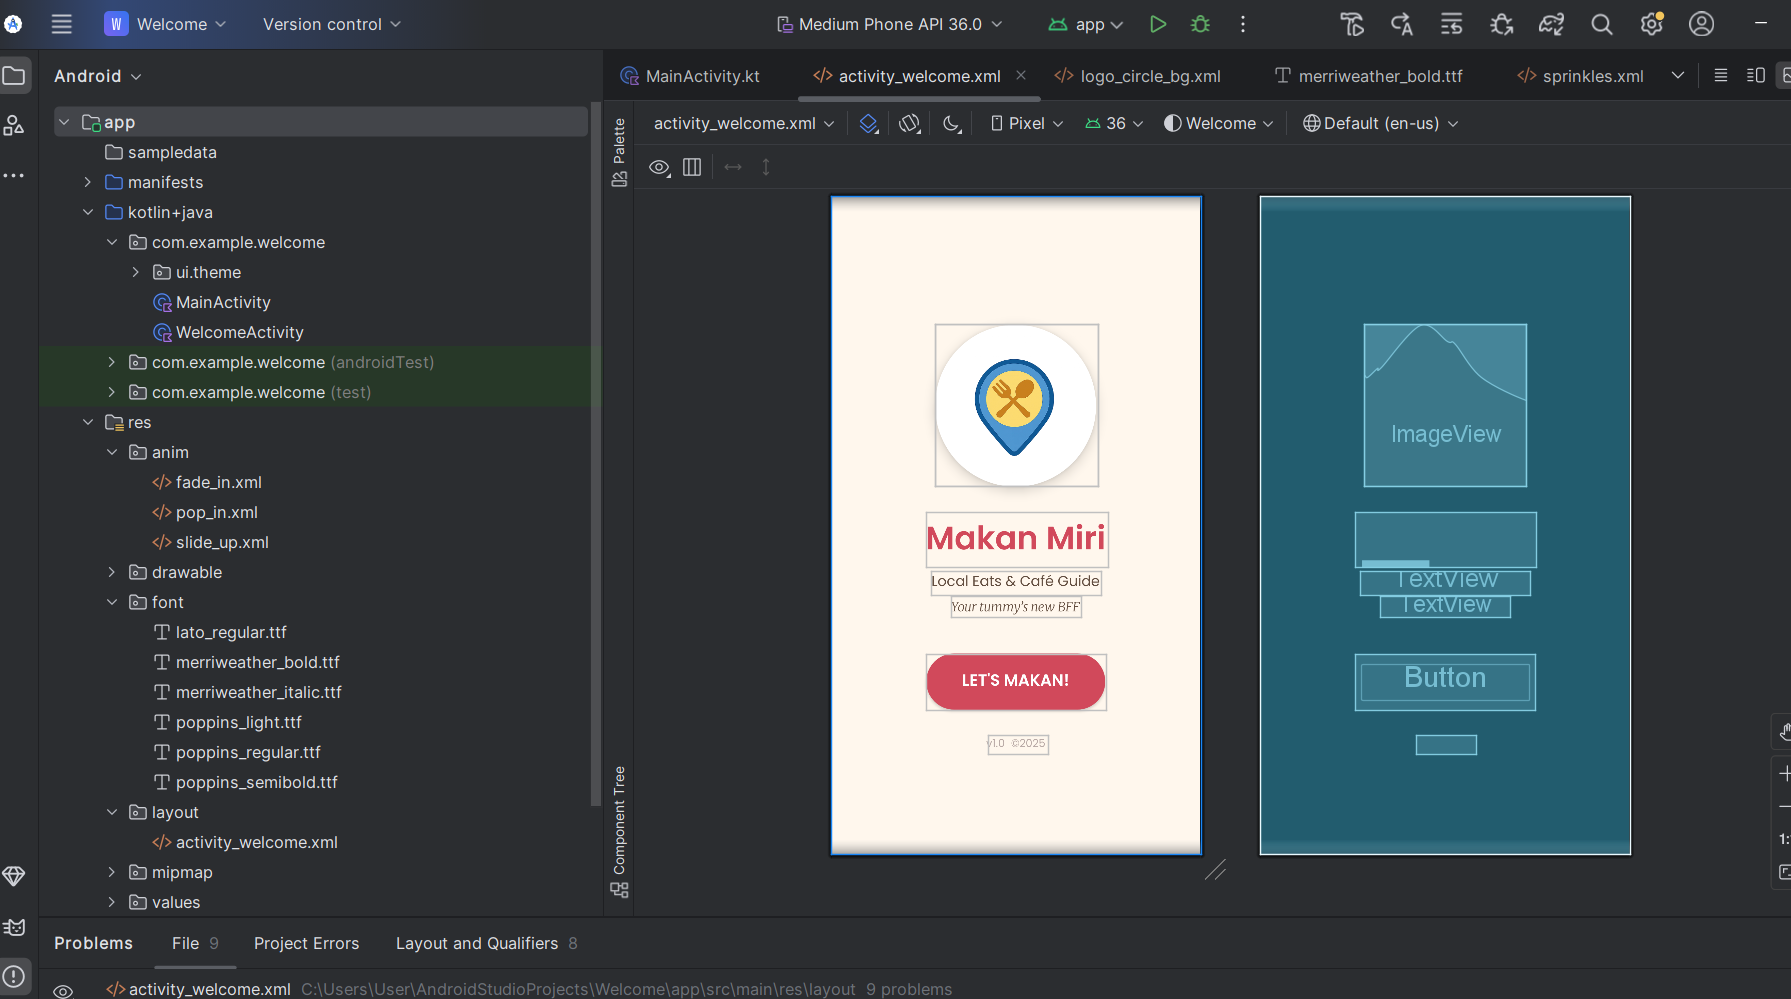 W Welcome Version control Medium Phone API 36.0 app
Android
MainActivity.kt activity_welcome.xml logo_circle_bg.xml merriweather_bold.ttf sprinkles.xml
activity_welcome.xml Pixel 36 Welcome Default (en-us)
Palette
app
sampledata
manifests
kotlin+java
com.example.welcome
ui.theme
MainActivity
WelcomeActivity
com.example.welcome (androidTest)
com.example.welcome (test)
res
anim
fade_in.xml
pop_in.xml
slide_up.xml
drawable
font
lato_regular.ttf
merriweather_bold.ttf
merriweather_italic.ttf
poppins_light.ttf
poppins_regular.ttf
poppins_semibold.ttf
layout
activity_welcome.xml
mipmap
values
Component Tree
Makan Miri
Local Eats & Café Guide
Your tummy's new BFF
LET'S MAKAN!
v1.0 ©2025
ImageView
TextView
TextView
Button
1:
Problems File 9 Project Errors Layout and Qualifiers 8
activity_welcome.xml C:\Users\User\AndroidStudioProjects\Welcome\app\src\main\res\layout 9 problems